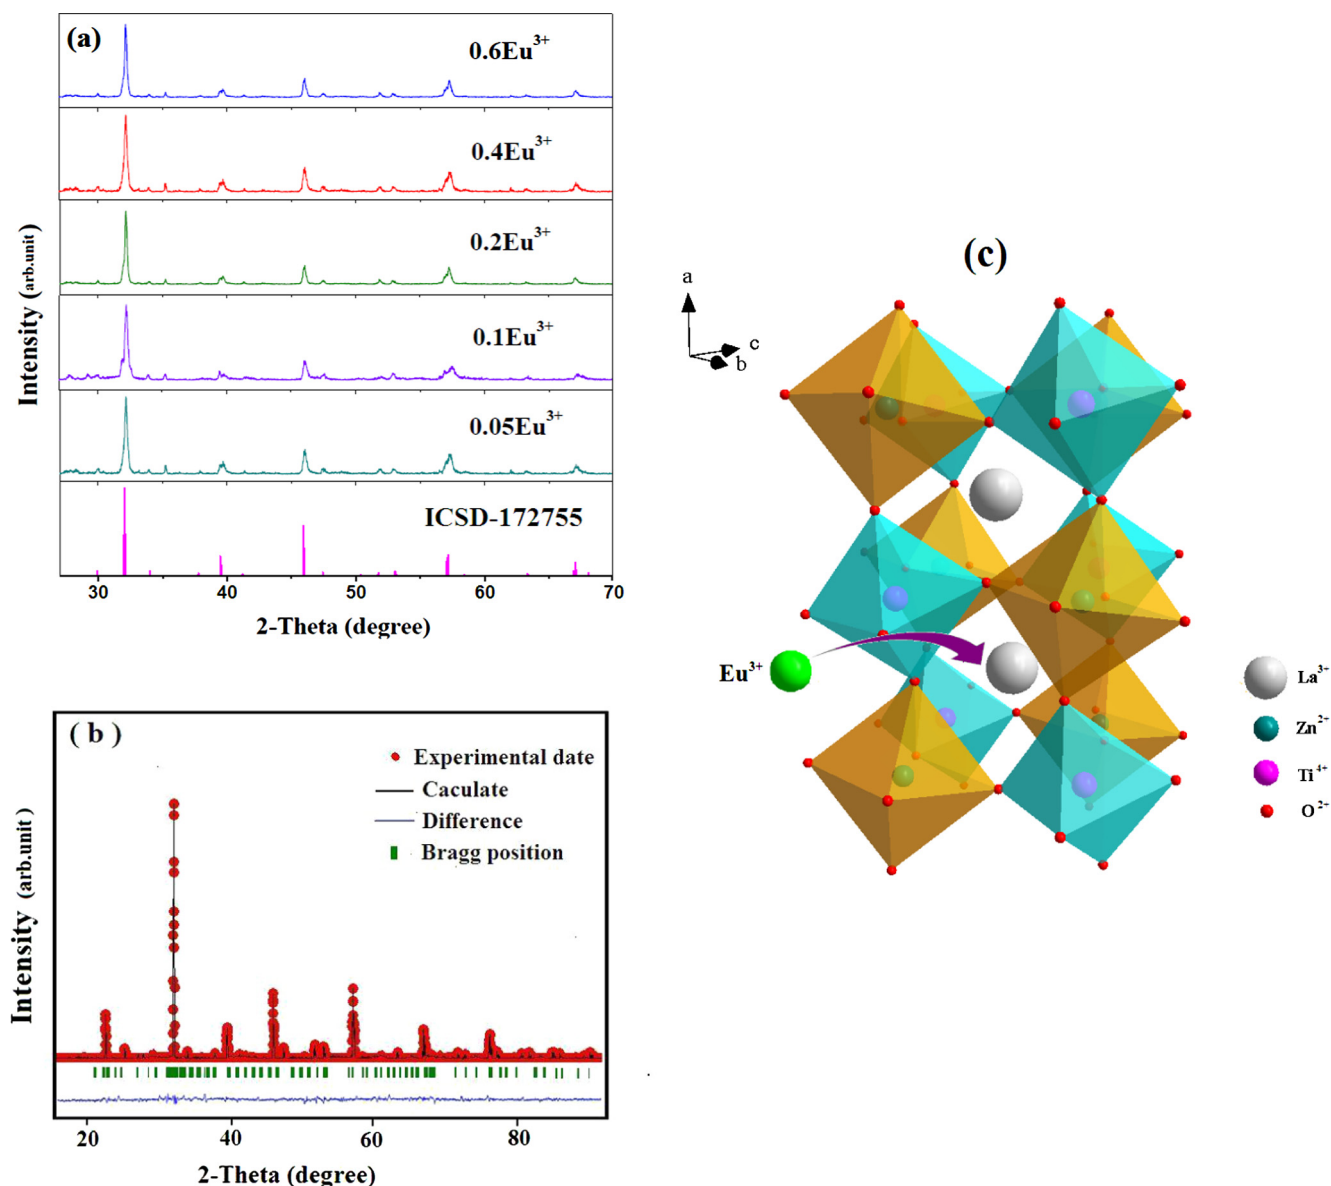 (a)
0.6Eu³⁺
0.4Eu³⁺
0.2Eu³⁺
0.1Eu³⁺
0.05Eu³⁺
ICSD-172755
Intensity (arb.unit)
30 40 50 60 70
2-Theta (degree)
( b )
Experimental date
Caculate
Difference
Bragg position
Intensity (arb.unit)
20 40 60 80
2-Theta (degree)
(c)
a
c
b
Eu³⁺
La³⁺
Zn²⁺
Ti⁴⁺
O²⁺